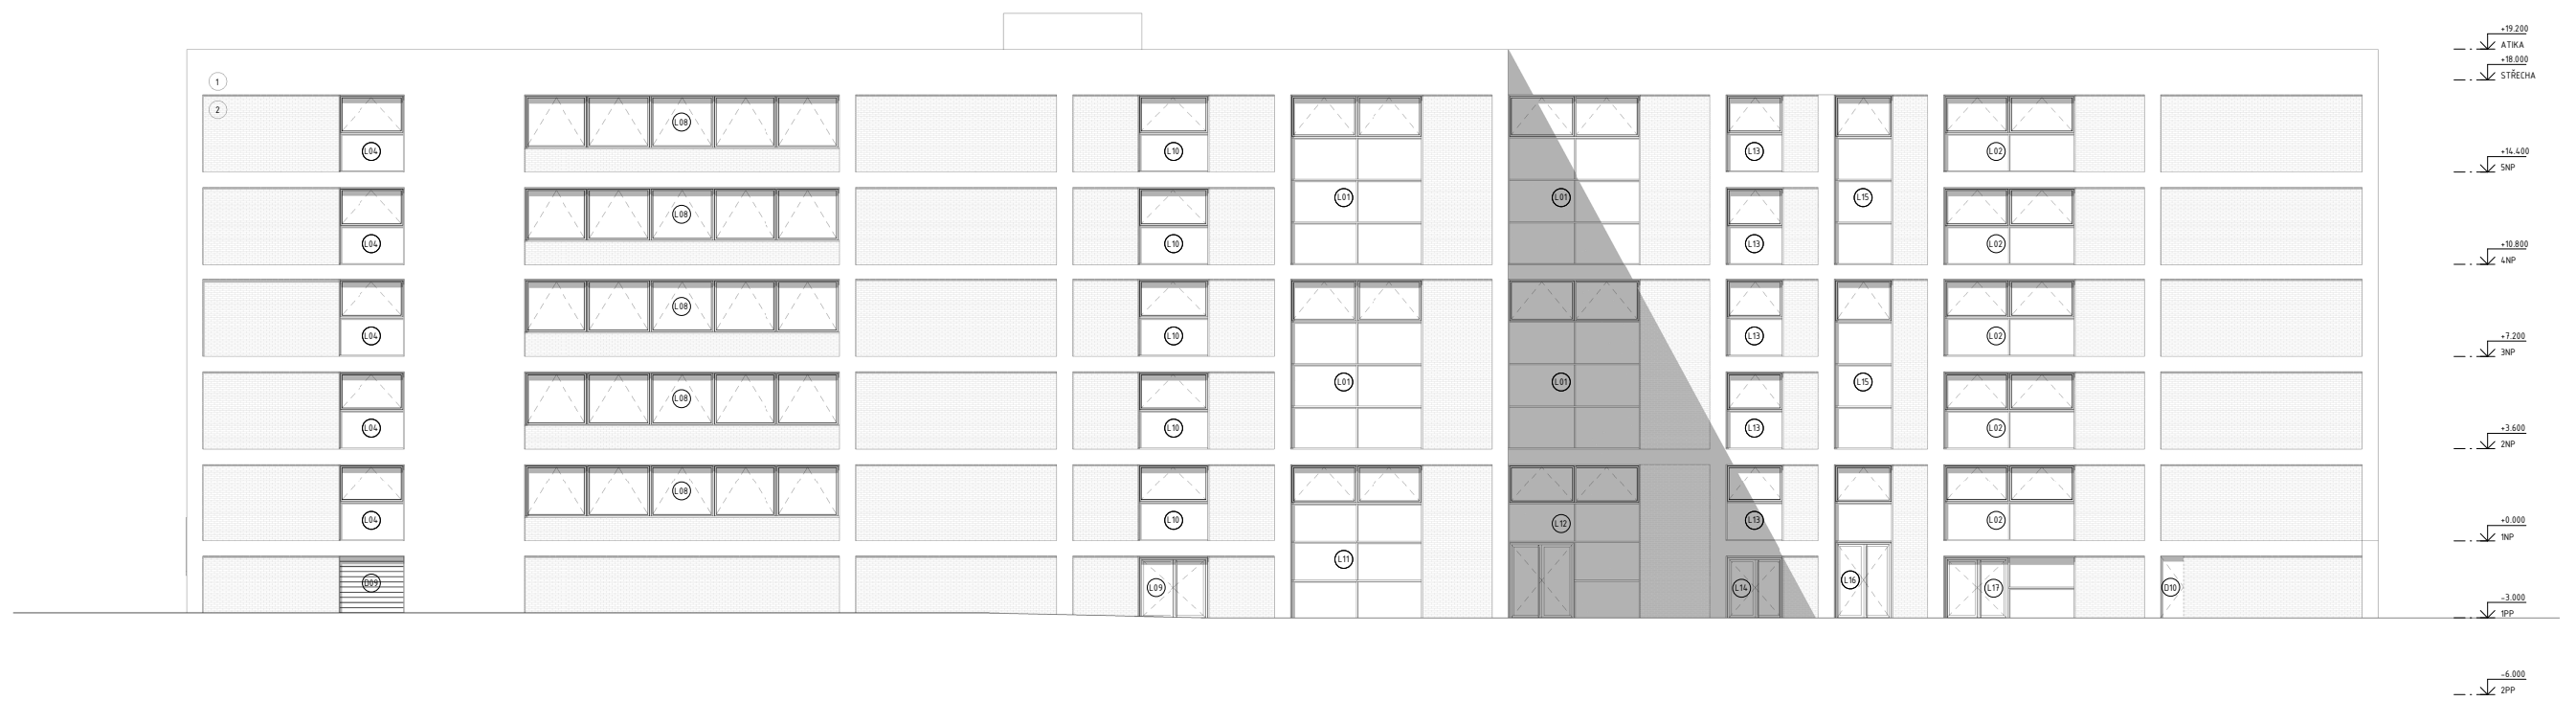 +19.200
ATIKA
+18.000
STŘECHA
1
2
L08
L04
L10
L13
L02
+14.400
5NP
L01
L01
L15
L08
L04
L10
L13
L02
+10.800
4NP
L08
L04
L10
L13
L02
+7.200
3NP
L01
L01
L15
L08
L04
L10
L13
L02
+3.600
2NP
L08
L04
L10
L12
L13
L02
+0.000
1NP
L11
D09
L09
L14
L16
L17
D10
-3.000
1PP
-6.000
2PP